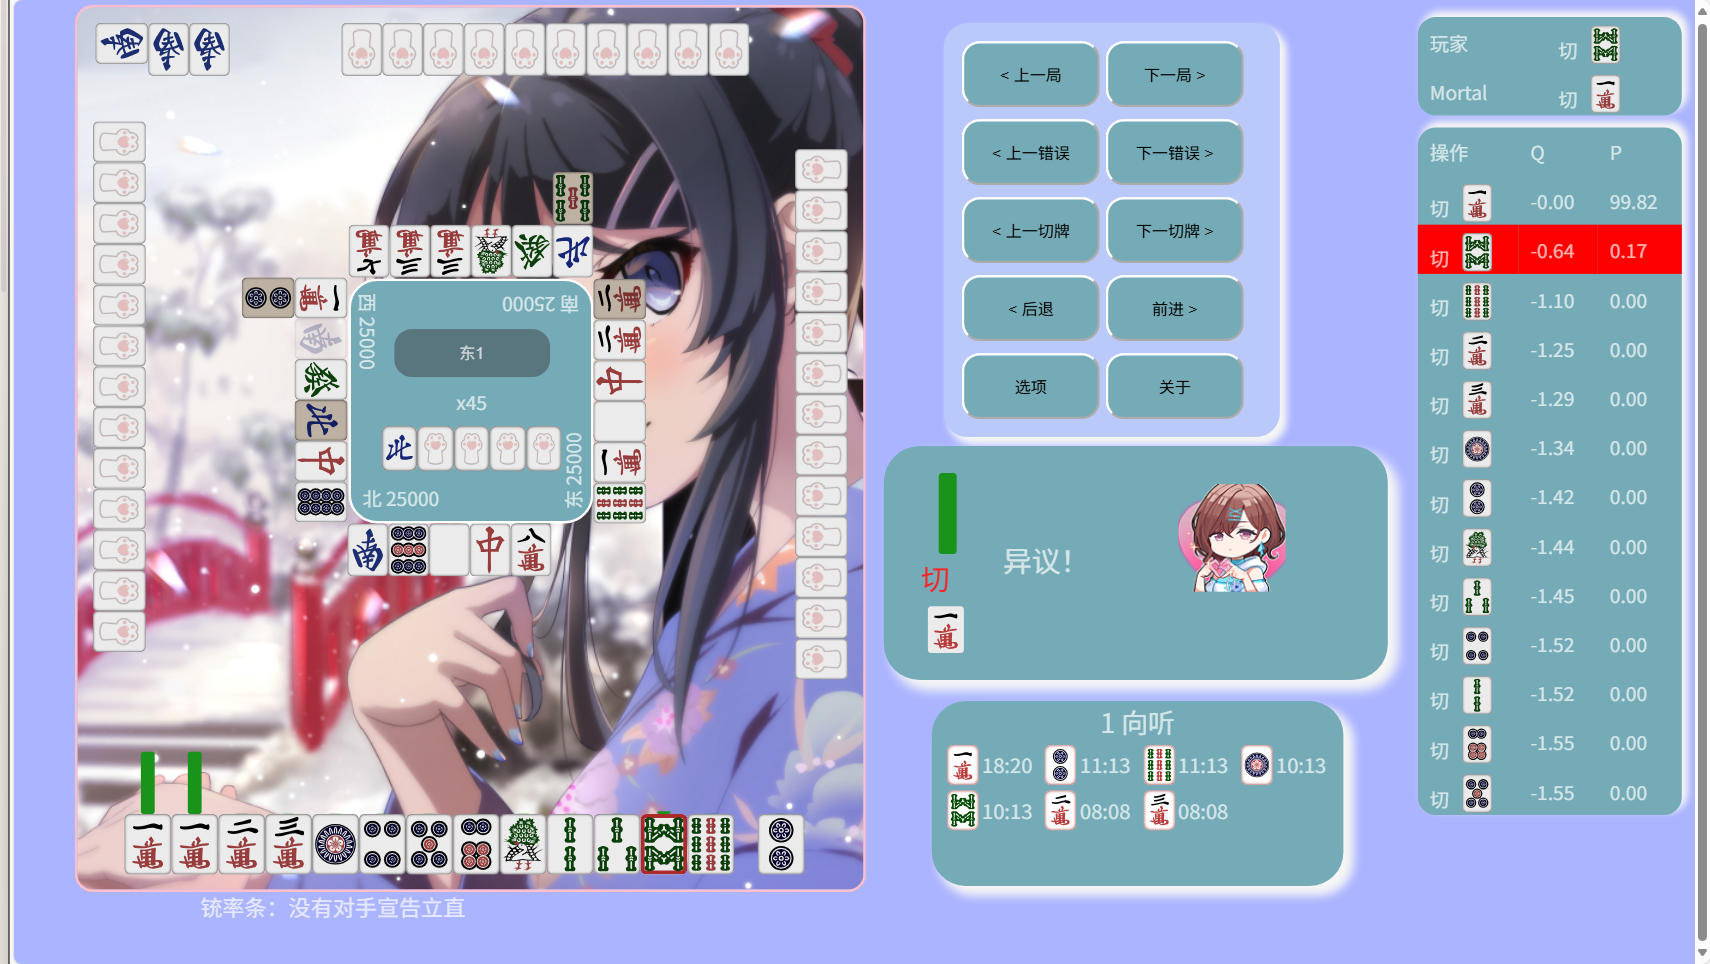 < 上一局
下一局 >
< 上一错误
下一错误 >
< 上一切牌
下一切牌 >
< 后退
前进 >
选项
关于
玩家 切
Mortal 切
操作 Q P
切 -0.00 99.82
切 -0.64 0.17
切 -1.10 0.00
切 -1.25 0.00
切 -1.29 0.00
切 -1.34 0.00
切 -1.42 0.00
切 -1.44 0.00
切 -1.45 0.00
切 -1.52 0.00
切 -1.52 0.00
切 -1.55 0.00
切 -1.55 0.00
南 25000
西 25000
东1
x45
北 25000
东 25000
切
异议！
1 向听
18:20 11:13 11:13 10:13
10:13 08:08 08:08
铳率条：没有对手宣告立直